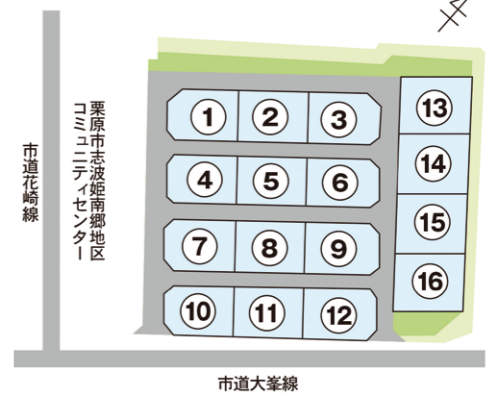 ① ② ③ ⑬
④ ⑤ ⑥ ⑭
⑦ ⑧ ⑨ ⑮
⑩ ⑪ ⑫ ⑯
栗原市志波姫南郷地区
コミュニティセンター
市道花崎線
市道大峯線